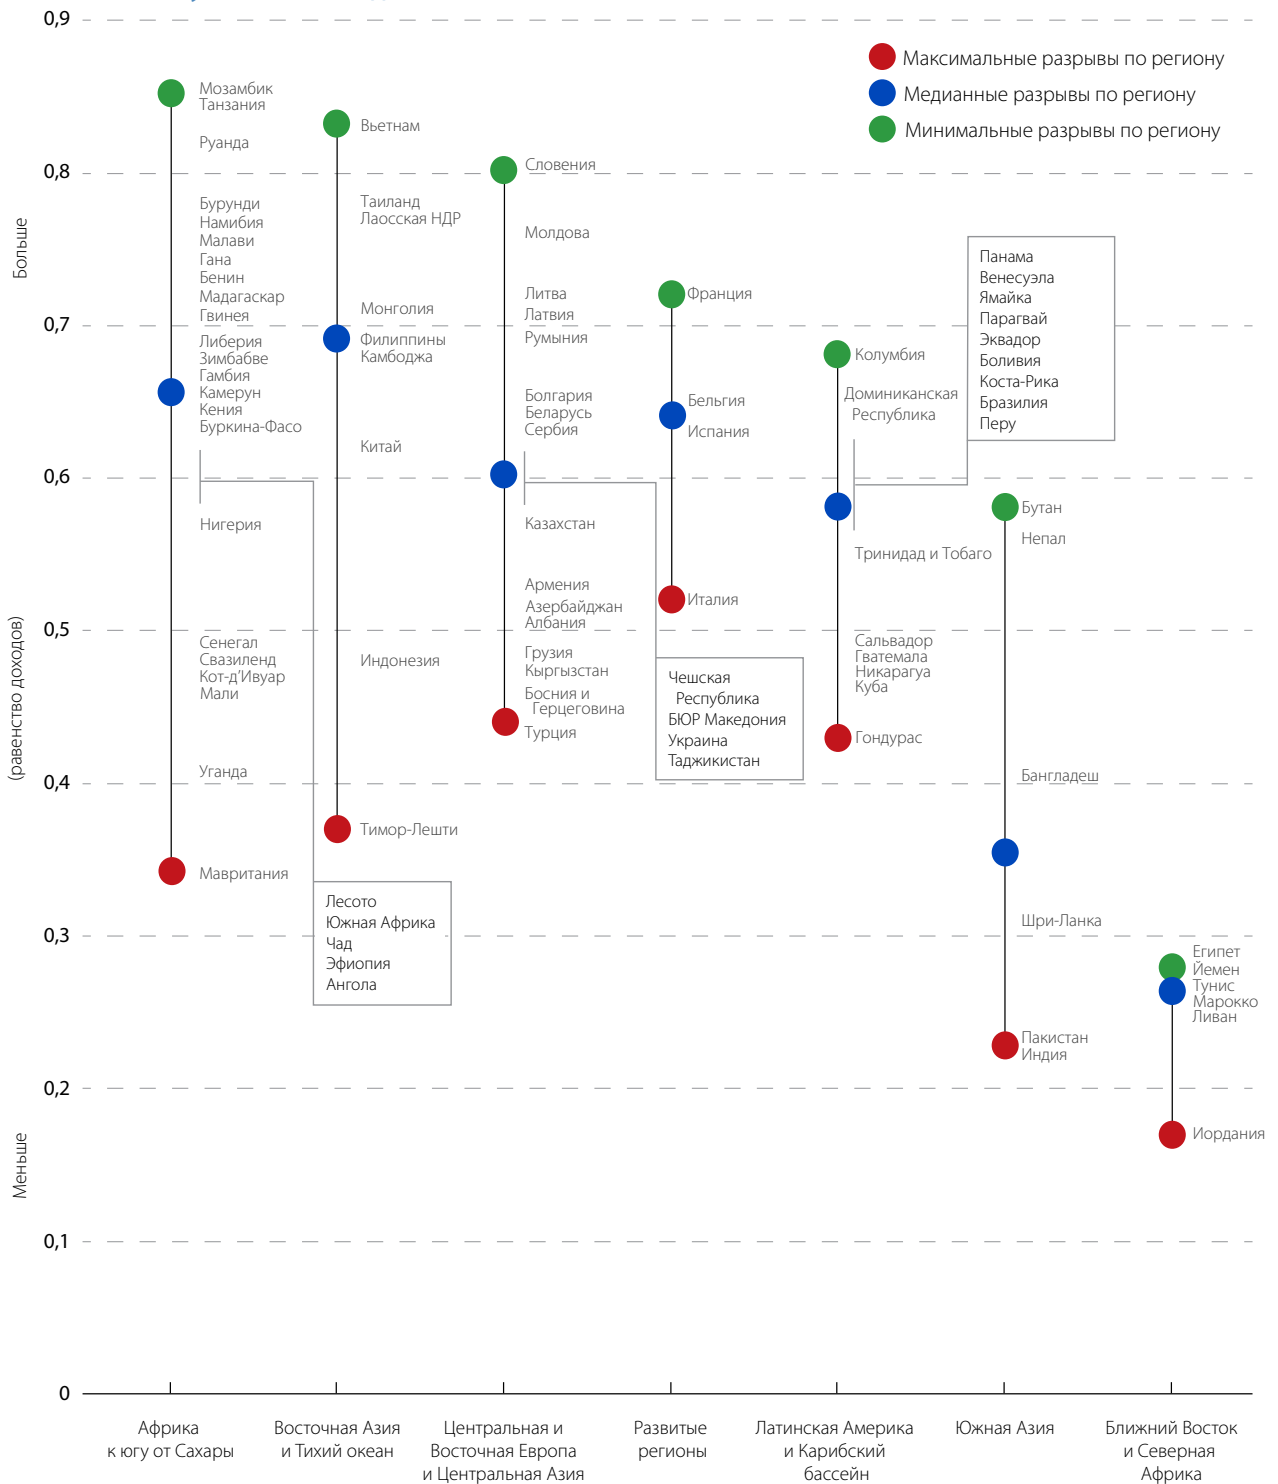 0,9
0,8
0,7
0,6
0,5
0,4
0,3
0,2
0,1
0
Больше
(равенство доходов)
Меньше
Максимальные разрывы по региону
Медианные разрывы по региону
Минимальные разрывы по региону
Мозамбик
Танзания
Руанда
Бурунди
Намибия
Малави
Гана
Бенин
Мадагаскар
Гвинея
Либерия
Зимбабве
Гамбия
Камерун
Кения
Буркина-Фасо
Нигерия
Сенегал
Свазиленд
Кот-д'Ивуар
Мали
Уганда
Мавритания
Лесото
Южная Африка
Чад
Эфиопия
Ангола
Вьетнам
Таиланд
Лаосская НДР
Монголия
Филиппины
Камбоджа
Китай
Индонезия
Тимор-Лешти
Словения
Молдова
Литва
Латвия
Румыния
Болгария
Беларусь
Сербия
Казахстан
Армения
Азербайджан
Албания
Грузия
Кыргызстан
Босния и
Герцеговина
Турция
Чешская
Республика
БЮР Македония
Украина
Таджикистан
Франция
Бельгия
Испания
Италия
Колумбия
Доминиканская
Республика
Тринидад и Тобаго
Сальвадор
Гватемала
Никарагуа
Куба
Гондурас
Панама
Венесуэла
Ямайка
Парагвай
Эквадор
Боливия
Коста-Рика
Бразилия
Перу
Бутан
Непал
Бангладеш
Шри-Ланка
Пакистан
Индия
Египет
Йемен
Тунис
Марокко
Ливан
Иордания
Африка
к югу от Сахары
Восточная Азия
и Тихий океан
Центральная и
Восточная Европа
и Центральная Азия
Развитые
регионы
Латинская Америка
и Карибский
бассейн
Южная Азия
Ближний Восток
и Северная
Африка